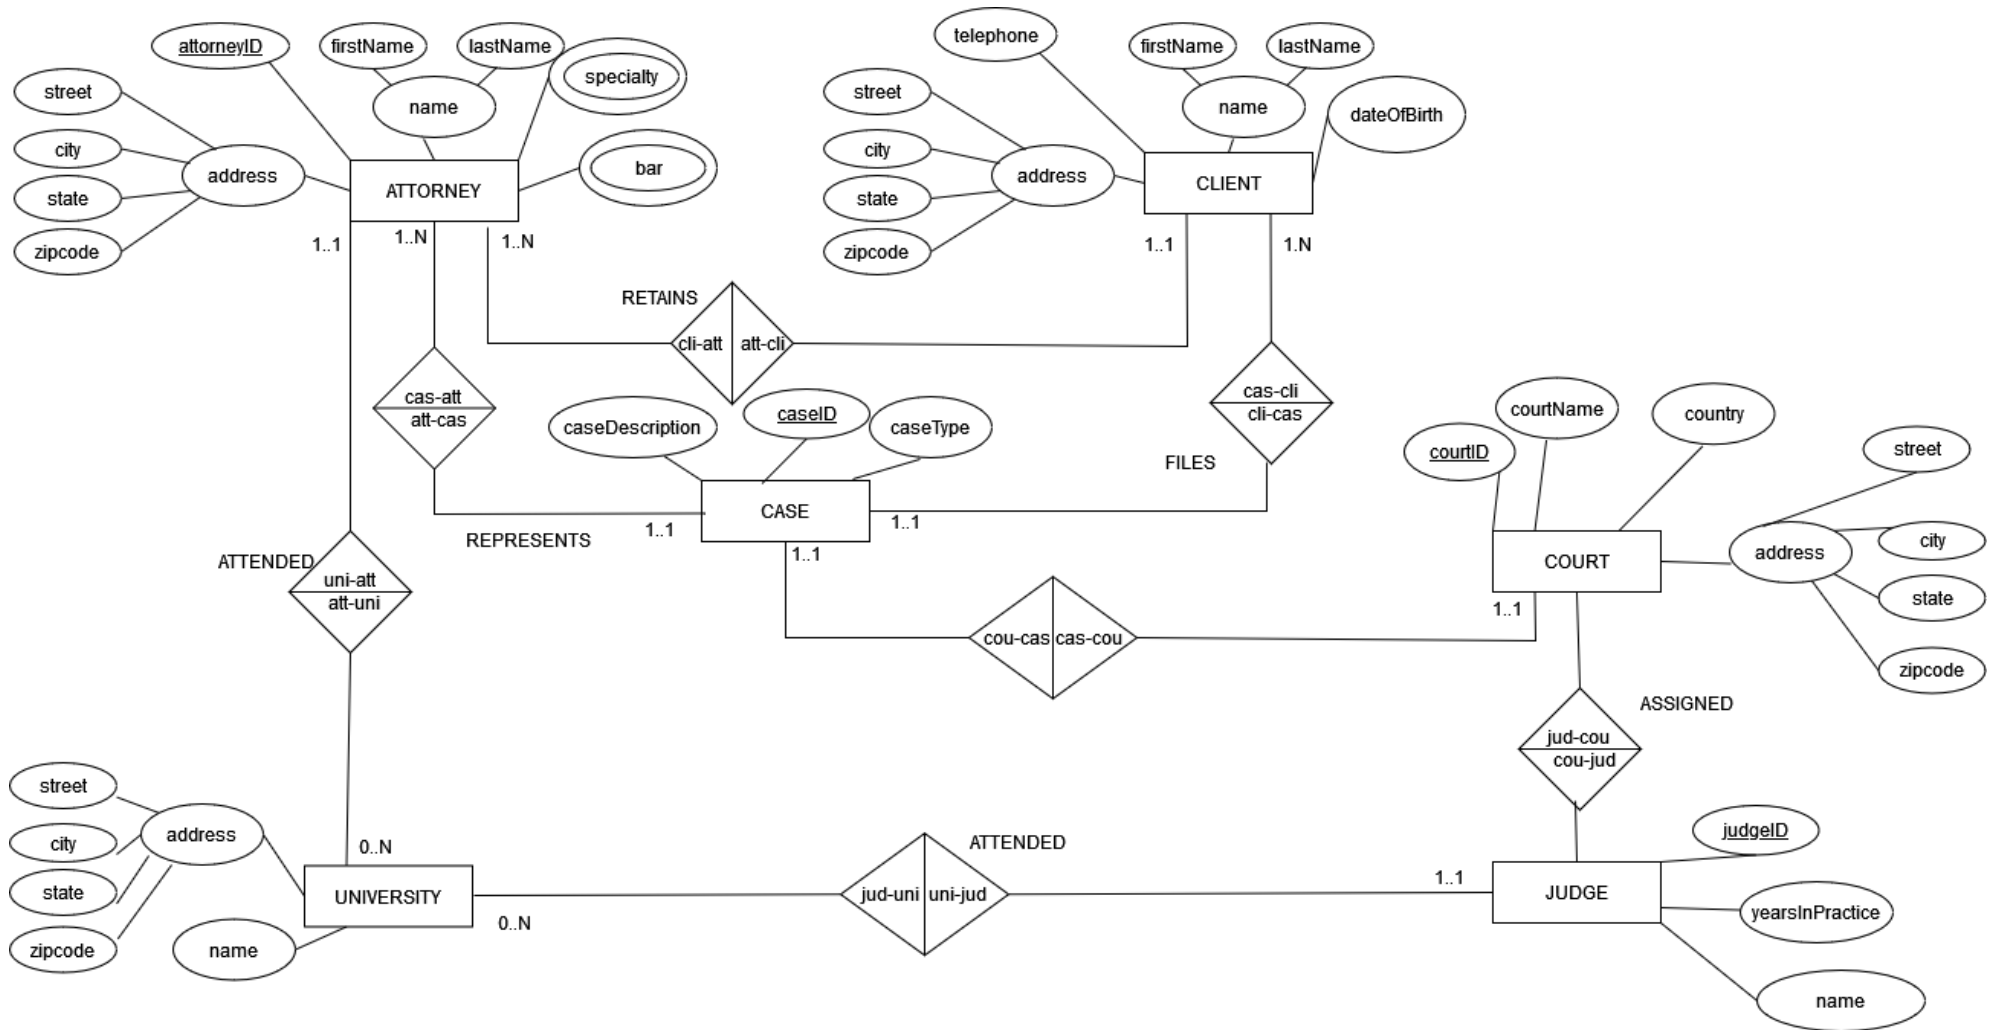 attorneyID
firstName
lastName
specialty
name
street
city
address
state
zipcode
bar
ATTORNEY
telephone
firstName
lastName
name
dateOfBirth
street
city
address
state
zipcode
CLIENT
1..1
1..N
1..N
1..1
1.N
RETAINS
cli-att
att-cli
cas-att
att-cas
cas-cli
cli-cas
caseDescription
caseID
caseType
CASE
FILES
REPRESENTS
1..1
1..1
1..1
courtID
courtName
country
street
city
address
state
zipcode
COURT
1..1
ATTENDED
uni-att
att-uni
cou-cas
cas-cou
ASSIGNED
jud-cou
cou-jud
street
city
address
state
zipcode
name
UNIVERSITY
0..N
0..N
ATTENDED
jud-uni
uni-jud
1..1
JUDGE
judgeID
yearsInPractice
name